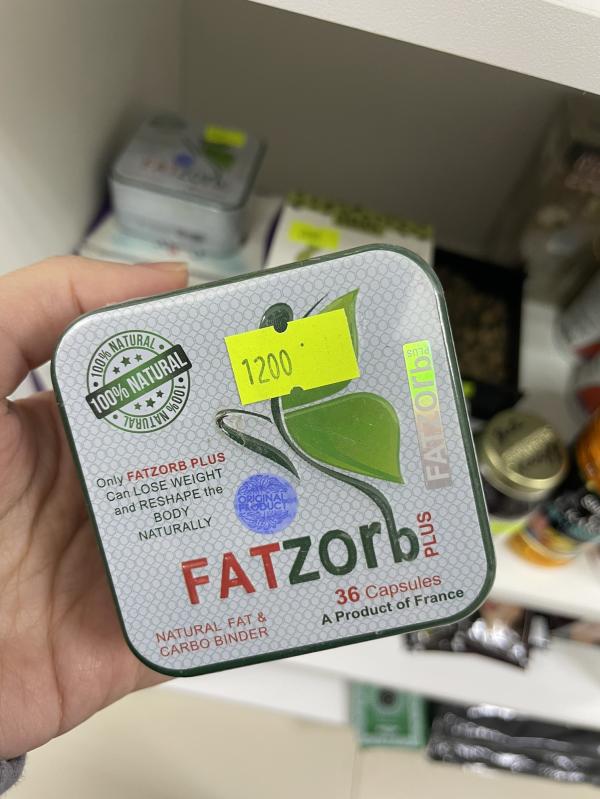 1200
100% NATURAL
100% NATURAL
100% NATURAL
FATZORB PLUS
Only FATZORB PLUS
Can LOSE WEIGHT
and RESHAPE the
BODY
NATURALLY
ORIGINAL
PRODUCT
FATZORB PLUS
36 Capsules
A Product of France
NATURAL FAT &
CARBO BINDER